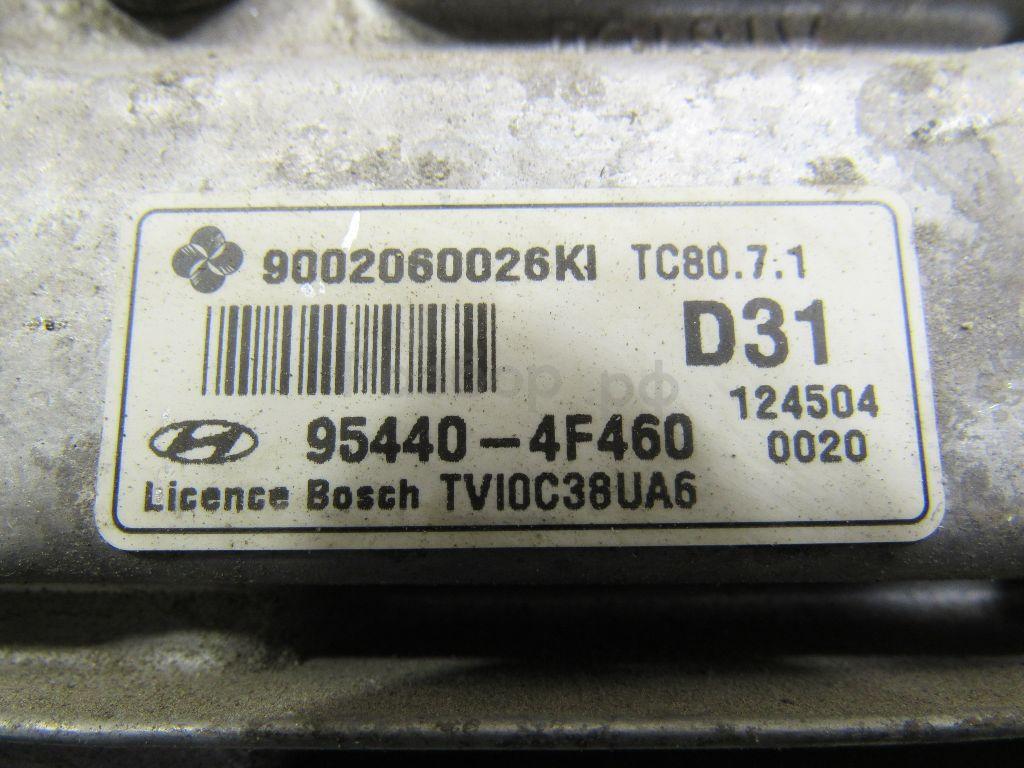 9002060026KI TC80.7.1
D31
124504
95440-4F460 0020
Licence Bosch TVI0C38UA6